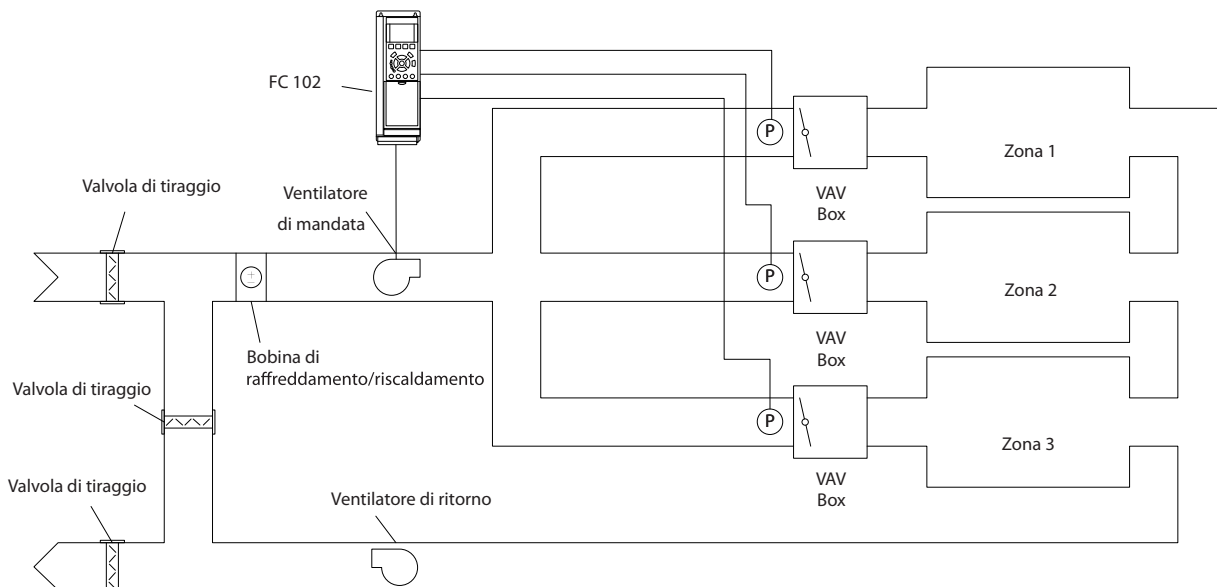 FC 102
P
Zona 1
VAV
Box
Valvola di tiraggio
Ventilatore
di mandata
P
Zona 2
VAV
Box
Bobina di
raffreddamento/riscaldamento
Valvola di tiraggio
P
Zona 3
VAV
Box
Valvola di tiraggio
Ventilatore di ritorno